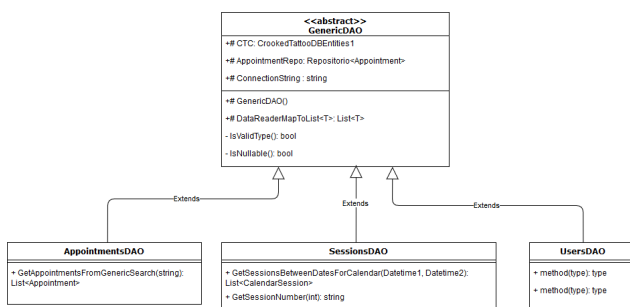 <<abstract>>
GenericDAO
+# CTC: CrookedTattooDBEntities1
+# AppointmentRepo: Repositorio<Appointment>
+# ConnectionString : string
+# GenericDAO()
+# DataReaderMapToList<T>: List<T>
- IsValidType(): bool
- IsNullable(): bool
Extends
Extends
Extends
AppointmentsDAO
+ GetAppointmentsFromGenericSearch(string):
List<Appointment>
SessionsDAO
+ GetSessionsBetweenDatesForCalendar(Datetime1, Datetime2):
List<CalendarSession>
+ GetSessionNumber(int): string
UsersDAO
+ method(type): type
+ method(type): type